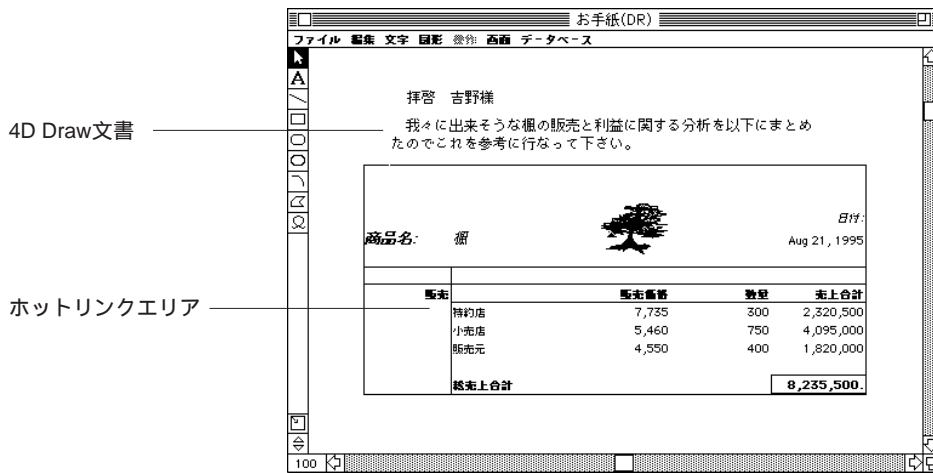 お手紙(DR)
ファイル 編集 文字 図形 操作 画面 データベース
A
拝啓 吉野様
4D Draw文書
我々に出来そうな楓の販売と利益に関する分析を以下にまとめ
たのでこれを参考に行なって下さい。
日付:
商品名: 楓 Aug 21, 1995
ホットリンクエリア
販売 販売価格 数量 売上合計
特約店 7,735 300 2,320,500
小売店 5,460 750 4,095,000
販売元 4,550 400 1,820,000
総売上合計 8,235,500.
100